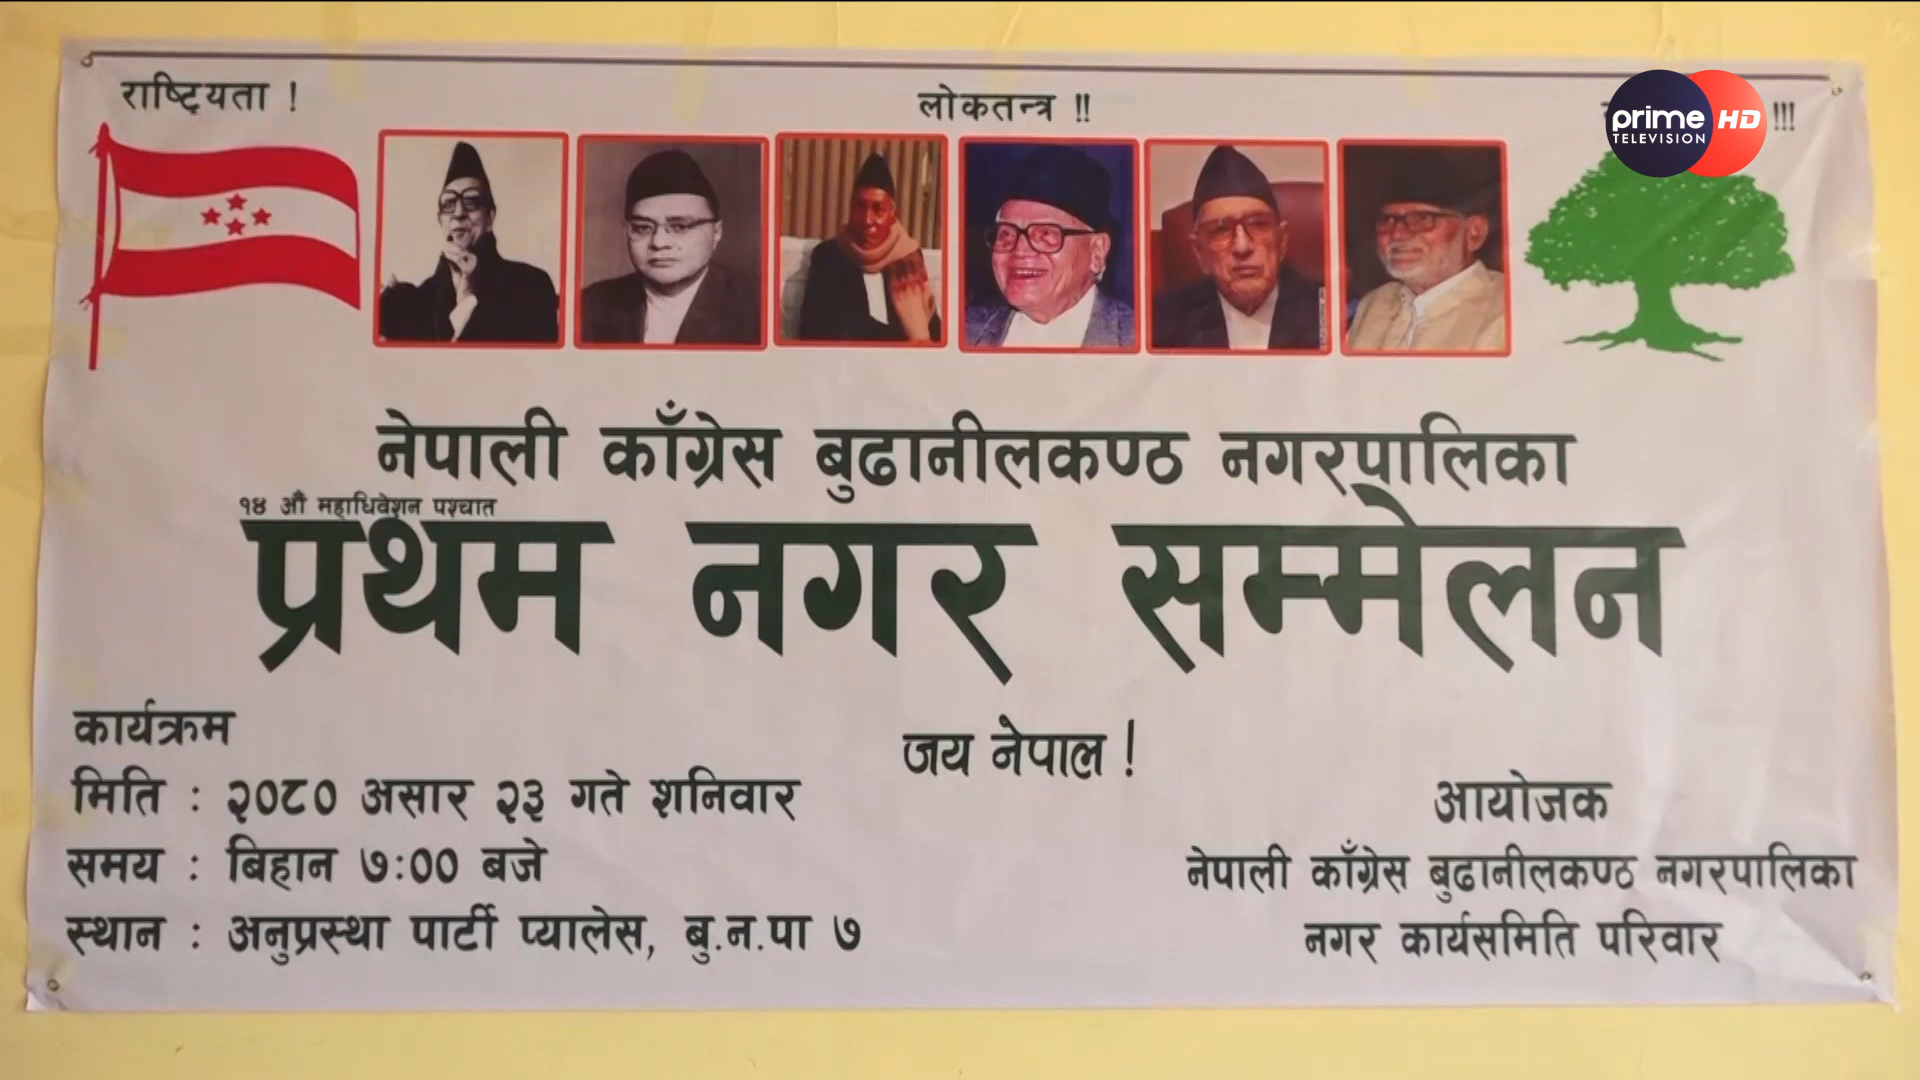 राष्ट्रियता !
लोकतन्त्र !!
!!!
prime HD
TELEVISION
नेपाली काँग्रेस बुढानीलकण्ठ नगरपालिका
१४ औं महाधिवेशन पश्चात
प्रथम नगर सम्मेलन
कार्यक्रम
मिति : २०८० असार २३ गते शनिवार
समय : बिहान ७:०० बजे
स्थान : अनुप्रस्था पार्टी प्यालेस, बु.न.पा ७
जय नेपाल !
आयोजक
नेपाली काँग्रेस बुढानीलकण्ठ नगरपालिका
नगर कार्यसमिति परिवार